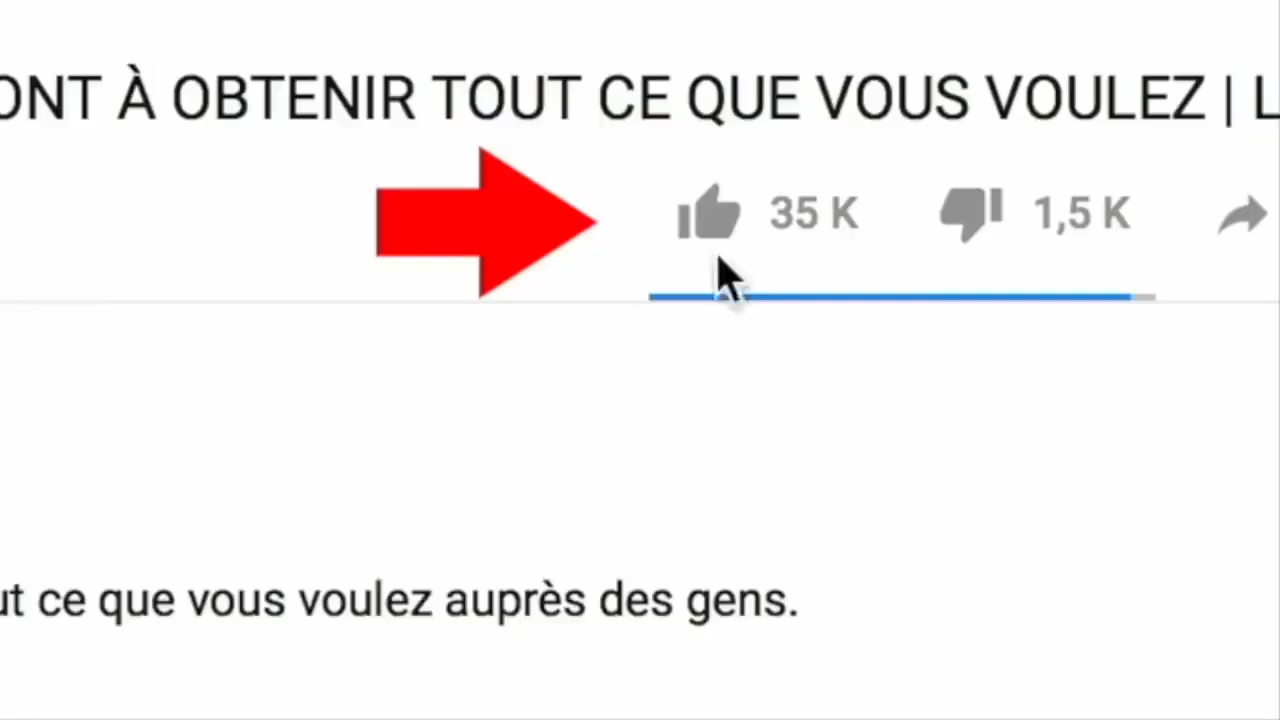 ONT À OBTENIR TOUT CE QUE VOUS VOULEZ | L
35 K 1,5 K
ut ce que vous voulez auprès des gens.